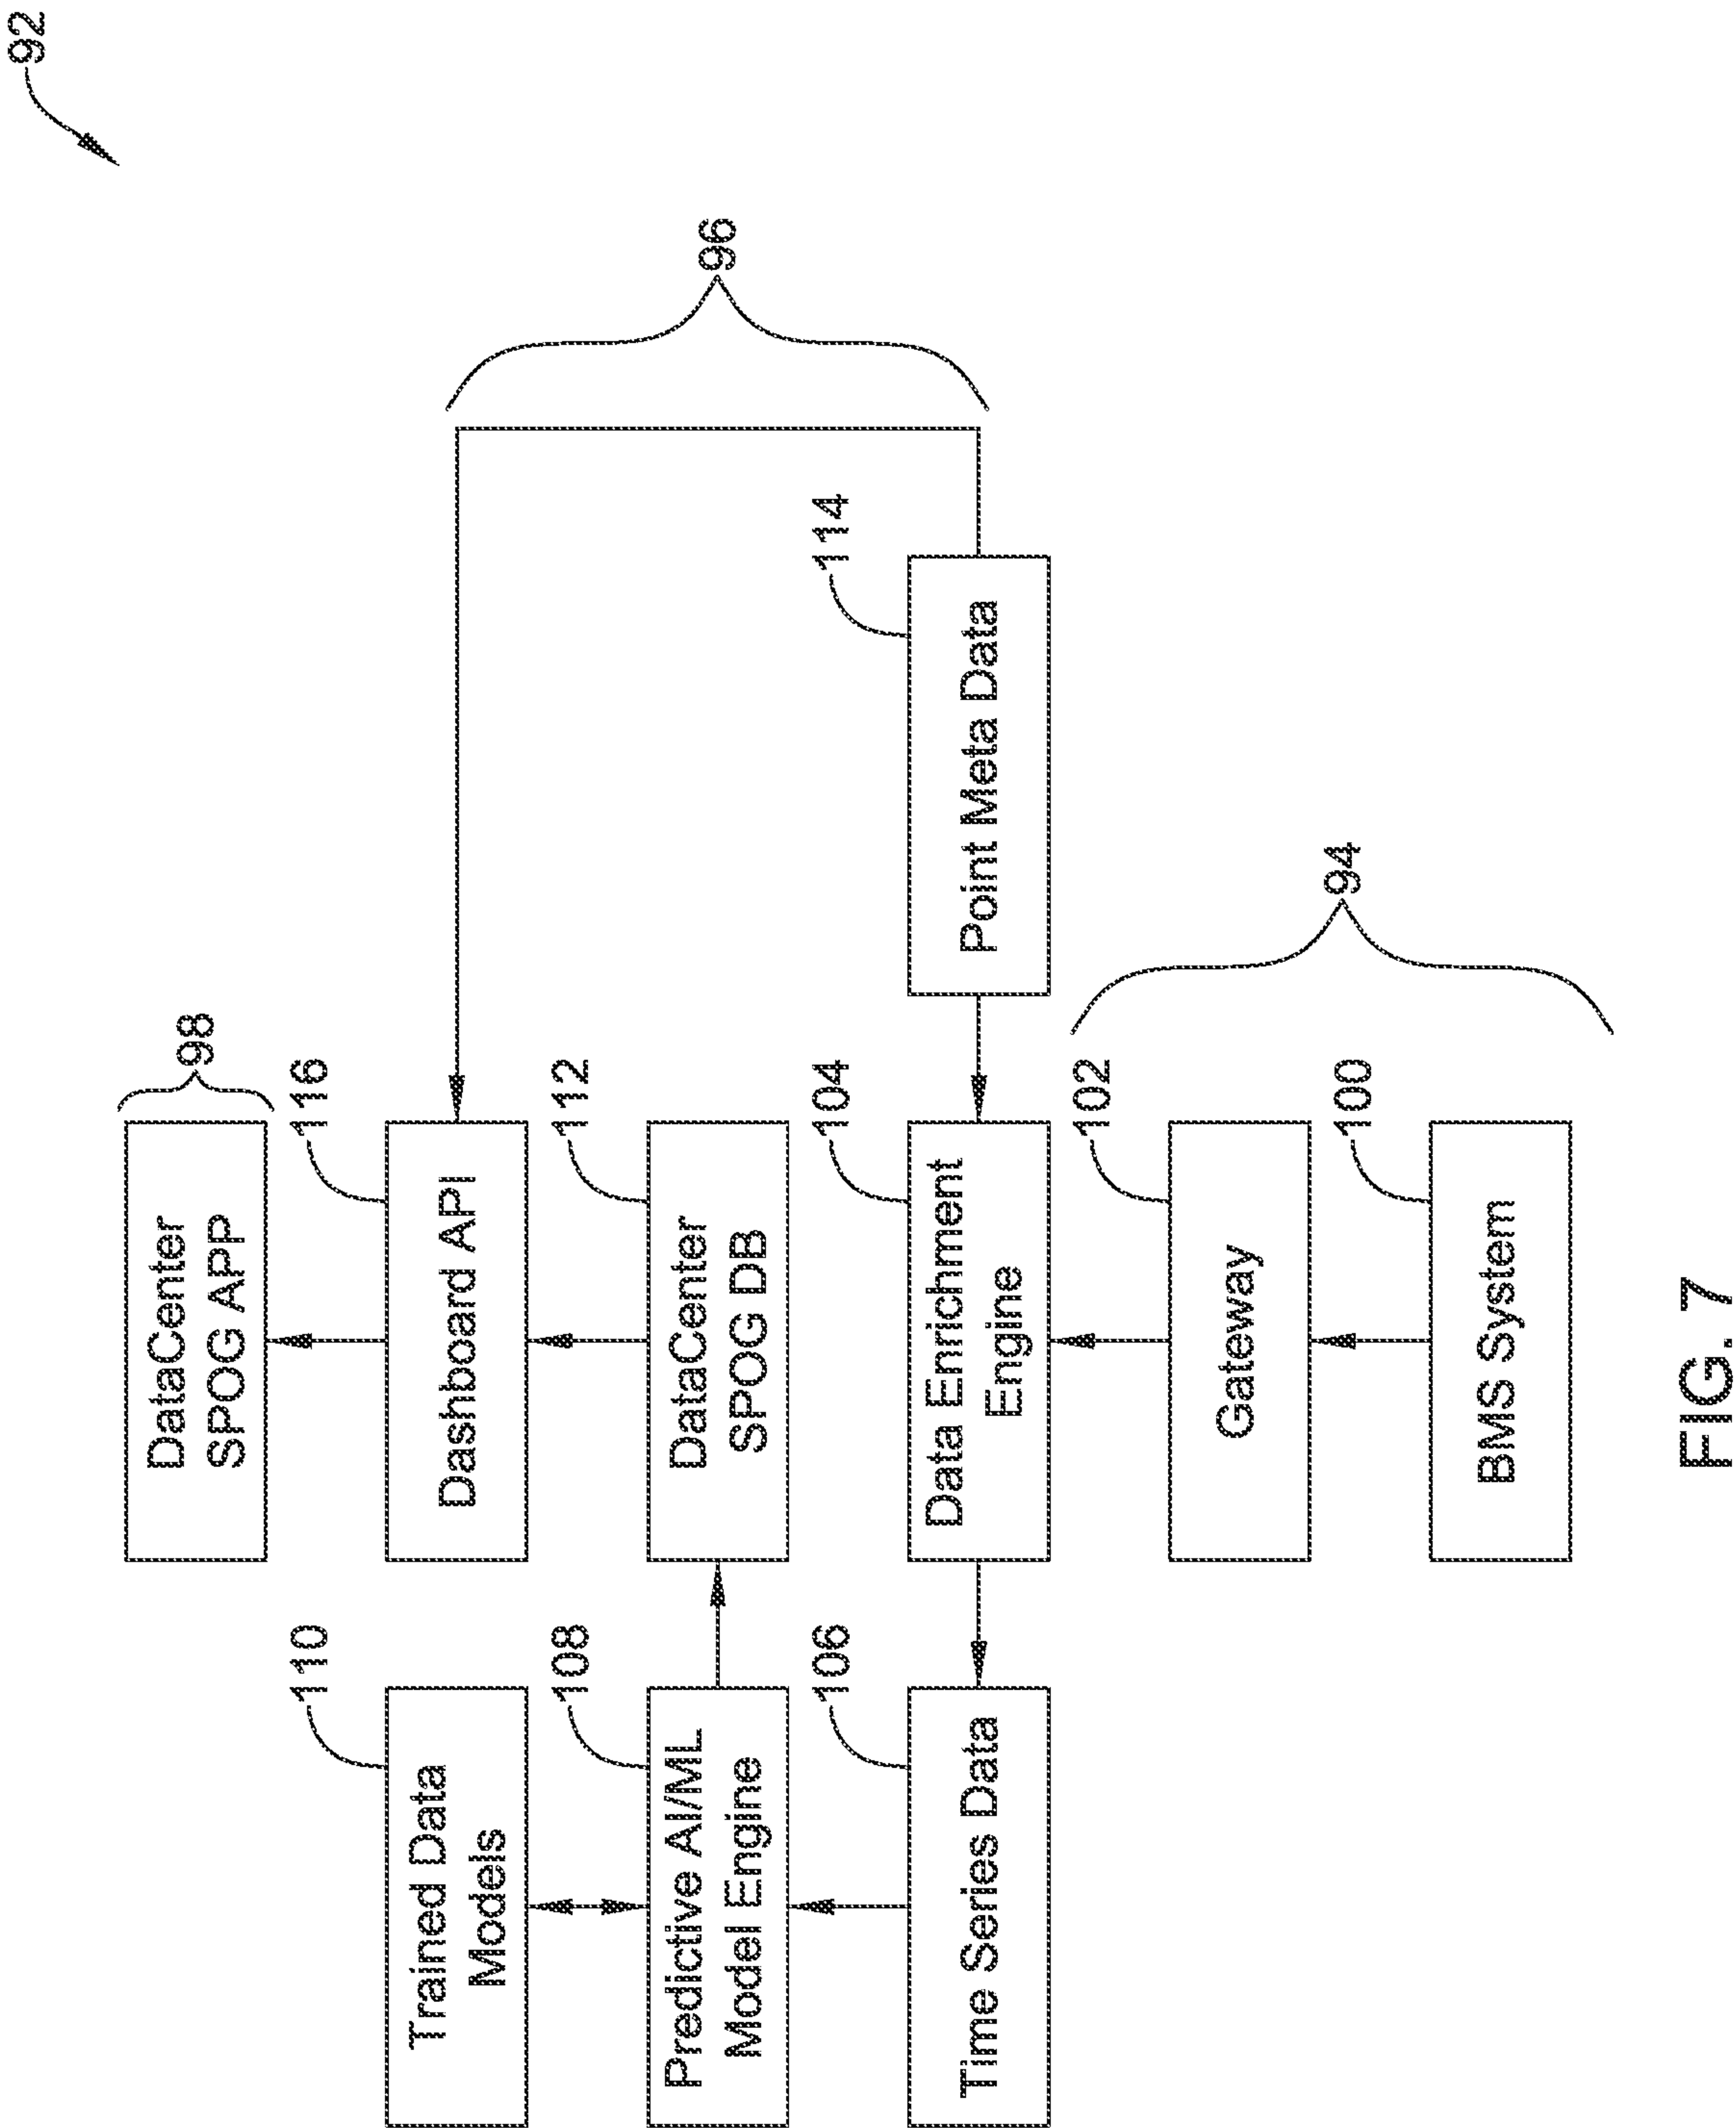 92
DataCenter
SPOG APP
98
Trained Data
Models
110
Dashboard API
116
96
Predictive AI/ML
Model Engine
108
DataCenter
SPOG DB
112
Time Series Data
106
Data Enrichment
Engine
104
Point Meta Data
114
Gateway
102
94
BMS System
100
FIG. 7